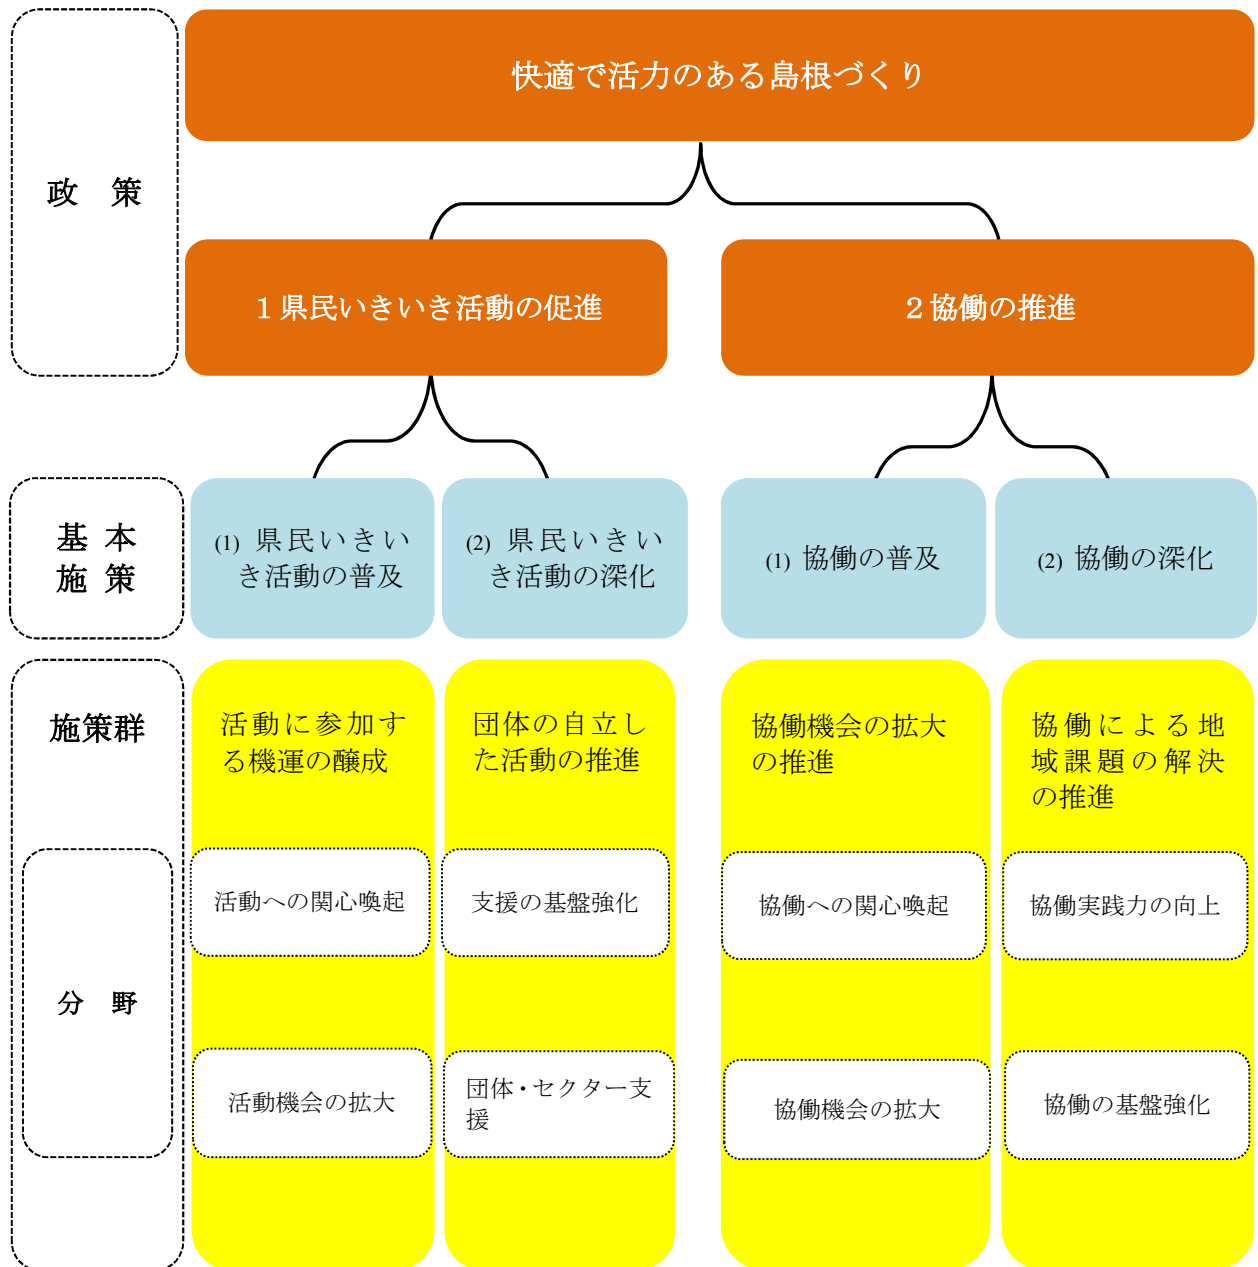 快適で活力のある島根づくり
政　策
１県民いきいき活動の促進
２協働の推進
基 本
施 策
(1) 県民いきい
き活動の普及
(2) 県民いきい
き活動の深化
(1) 協働の普及
(2) 協働の深化
施策群
活動に参加す
る機運の醸成
団体の自立し
た活動の推進
協働機会の拡大
の推進
協働による地
域課題の解決
の推進
分　野
活動への関心喚起
支援の基盤強化
協働への関心喚起
協働実践力の向上
活動機会の拡大
団体・セクター支
援
協働機会の拡大
協働の基盤強化